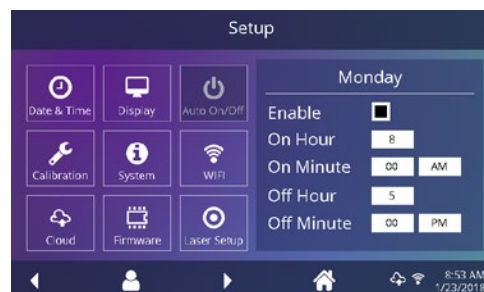 Setup
Date & Time
Display
Auto On/Off
Calibration
System
WIFI
Cloud
Firmware
Laser Setup
Monday
Enable
On Hour 8
On Minute 00 AM
Off Hour 5
Off Minute 00 PM
8:53 AM
1/23/2018